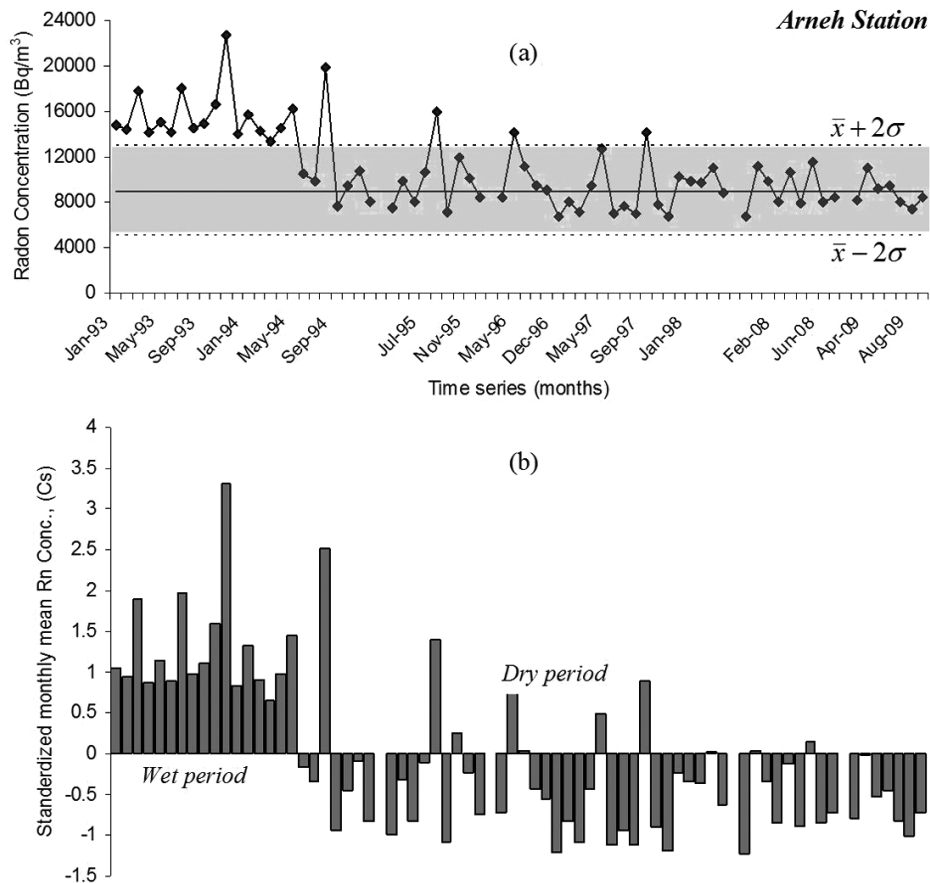 Arneh Station
(a)
Radon Concentration (Bq/m³)
24000
20000
16000
12000
8000
4000
0
x̅ + 2σ
x̅ − 2σ
Jan-93
May-93
Sep-93
Jan-94
May-94
Sep-94
Jul-95
Nov-95
May-96
Dec-96
May-97
Sep-97
Jan-98
Feb-08
Jun-08
Apr-09
Aug-09
Time series (months)
(b)
Standerdized monthly mean Rn Conc., (Cs)
4
3.5
3
2.5
2
1.5
1
0.5
0
-0.5
-1
-1.5
Dry period
Wet period